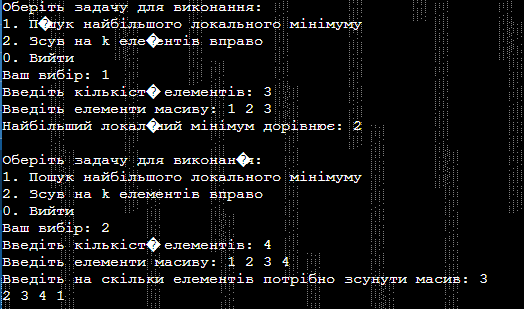 Оберіть задачу для виконання:
1. П�шук найбільшого локального мінімуму
2. Зсув на k еле�ентів вправо
0. Вийти
Ваш вибір: 1
Введіть кількіст� елементів: 3
Введіть елементи масиву: 1 2 3
Найбільший локал�ний мінімум дорівнює: 2
Оберіть задачу для виконан�я:
1. Пошук найбільшого локального мінімуму
2. Зсув на k елементів вправо
0. Вийти
Ваш вибір: 2
Введіть кількіст� елементів: 4
Введіть елементи масиву: 1 2 3 4
Введіть на скільки елементів потрібно зсунути масив: 3
2 3 4 1